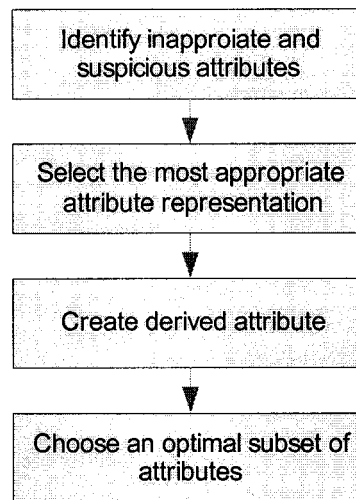 Identify inapproiate and
suspicious attributes
Select the most appropriate
attribute representation
Create derived attribute
Choose an optimal subset of
attributes